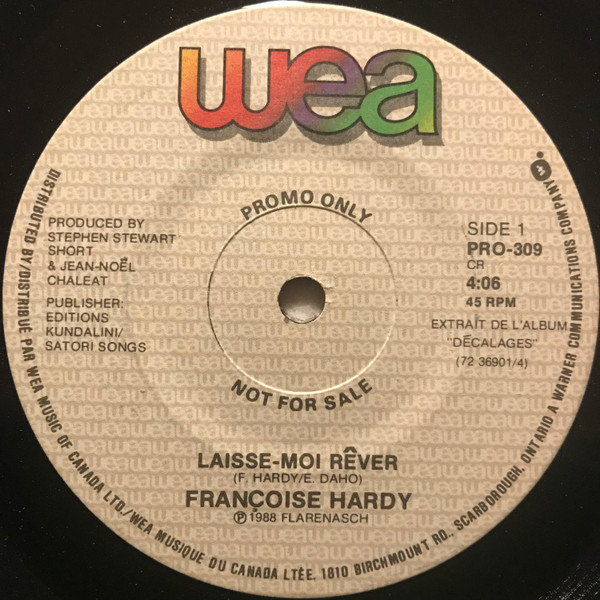 wea
PROMO ONLY
PRODUCED BY
STEPHEN STEWART
SHORT
& JEAN-NOËL
CHALEAT
PUBLISHER:
EDITIONS
KUNDALINI/
SATORI SONGS
SIDE 1
PRO-309
CR
4:06
45 RPM
EXTRAIT DE L'ALBUM
"DÉCALAGES"
(72 36901/4)
NOT FOR SALE
LAISSE-MOI RÊVER
(F. HARDY/E. DAHO)
FRANÇOISE HARDY
Ⓟ 1988 FLARENASCH
DISTRIBUTED BY/DISTRIBUÉ PAR WEA MUSIC OF CANADA LTD./WEA MUSIQUE DU CANADA LTÉE. 1810 BIRCHMOUNT RD., SCARBOROUGH, ONTARIO A WARNER COMMUNICATIONS COMPANY